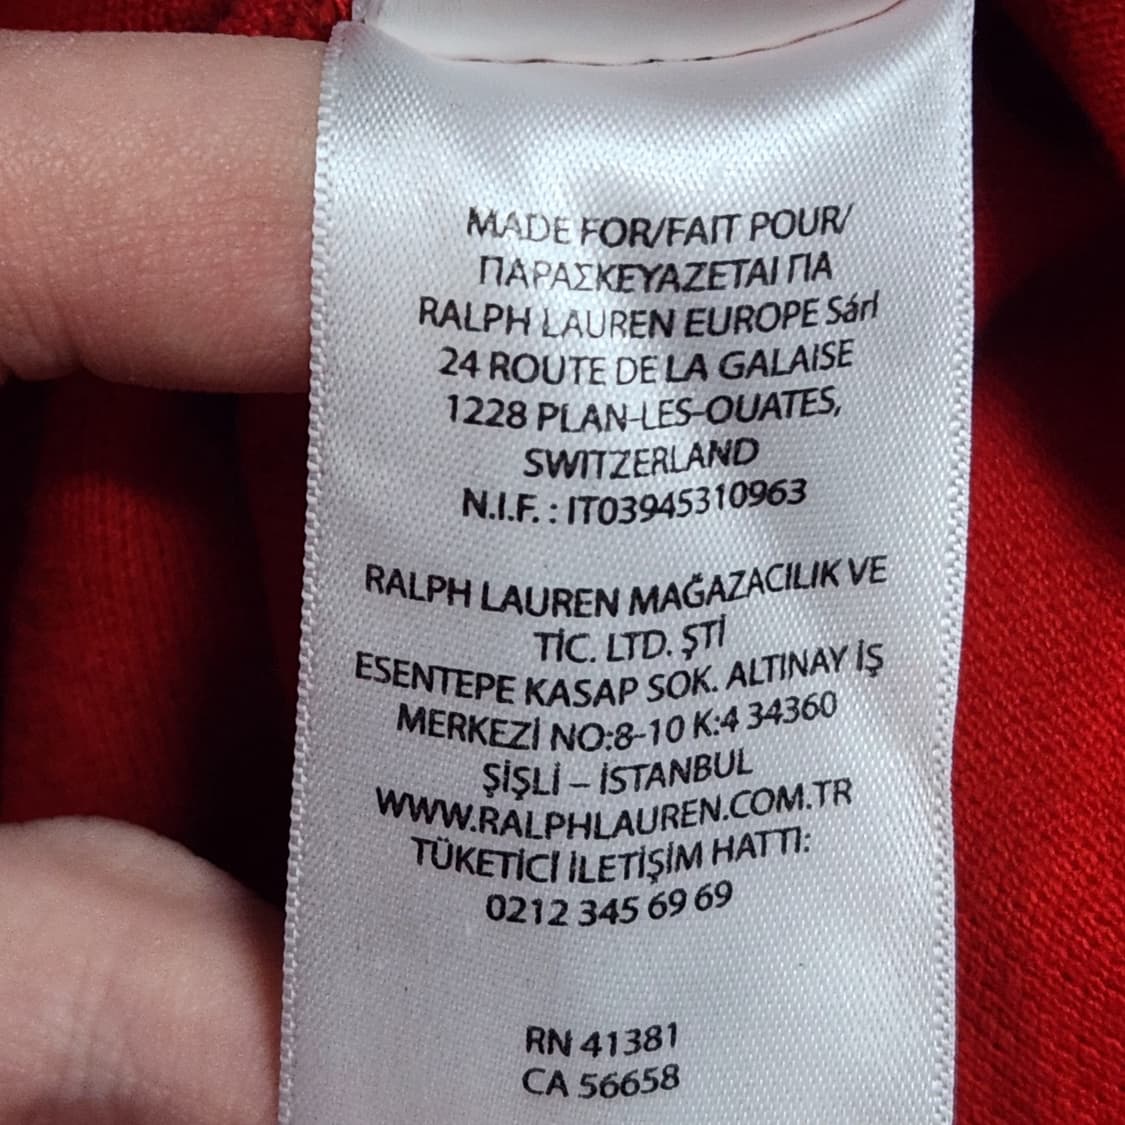 MADE FOR/FAIT POUR/
ΠΑΡΑΣΚΕΥΑΖΕΤΑΙ ΠΑ
RALPH LAUREN EUROPE Sárl
24 ROUTE DE LA GALAISE
1228 PLAN-LES-OUATES,
SWITZERLAND
N.I.F. : IT03945310963
RALPH LAUREN MAĞAZACILIK VE
TİC. LTD. ŞTİ
ESENTEPE KASAP SOK. ALTINAY İŞ
MERKEZİ NO:8-10 K:4 34360
ŞİŞLİ – İSTANBUL
WWW.RALPHLAUREN.COM.TR
TÜKETİCİ İLETİŞİM HATTI:
0212 345 69 69
RN 41381
CA 56658